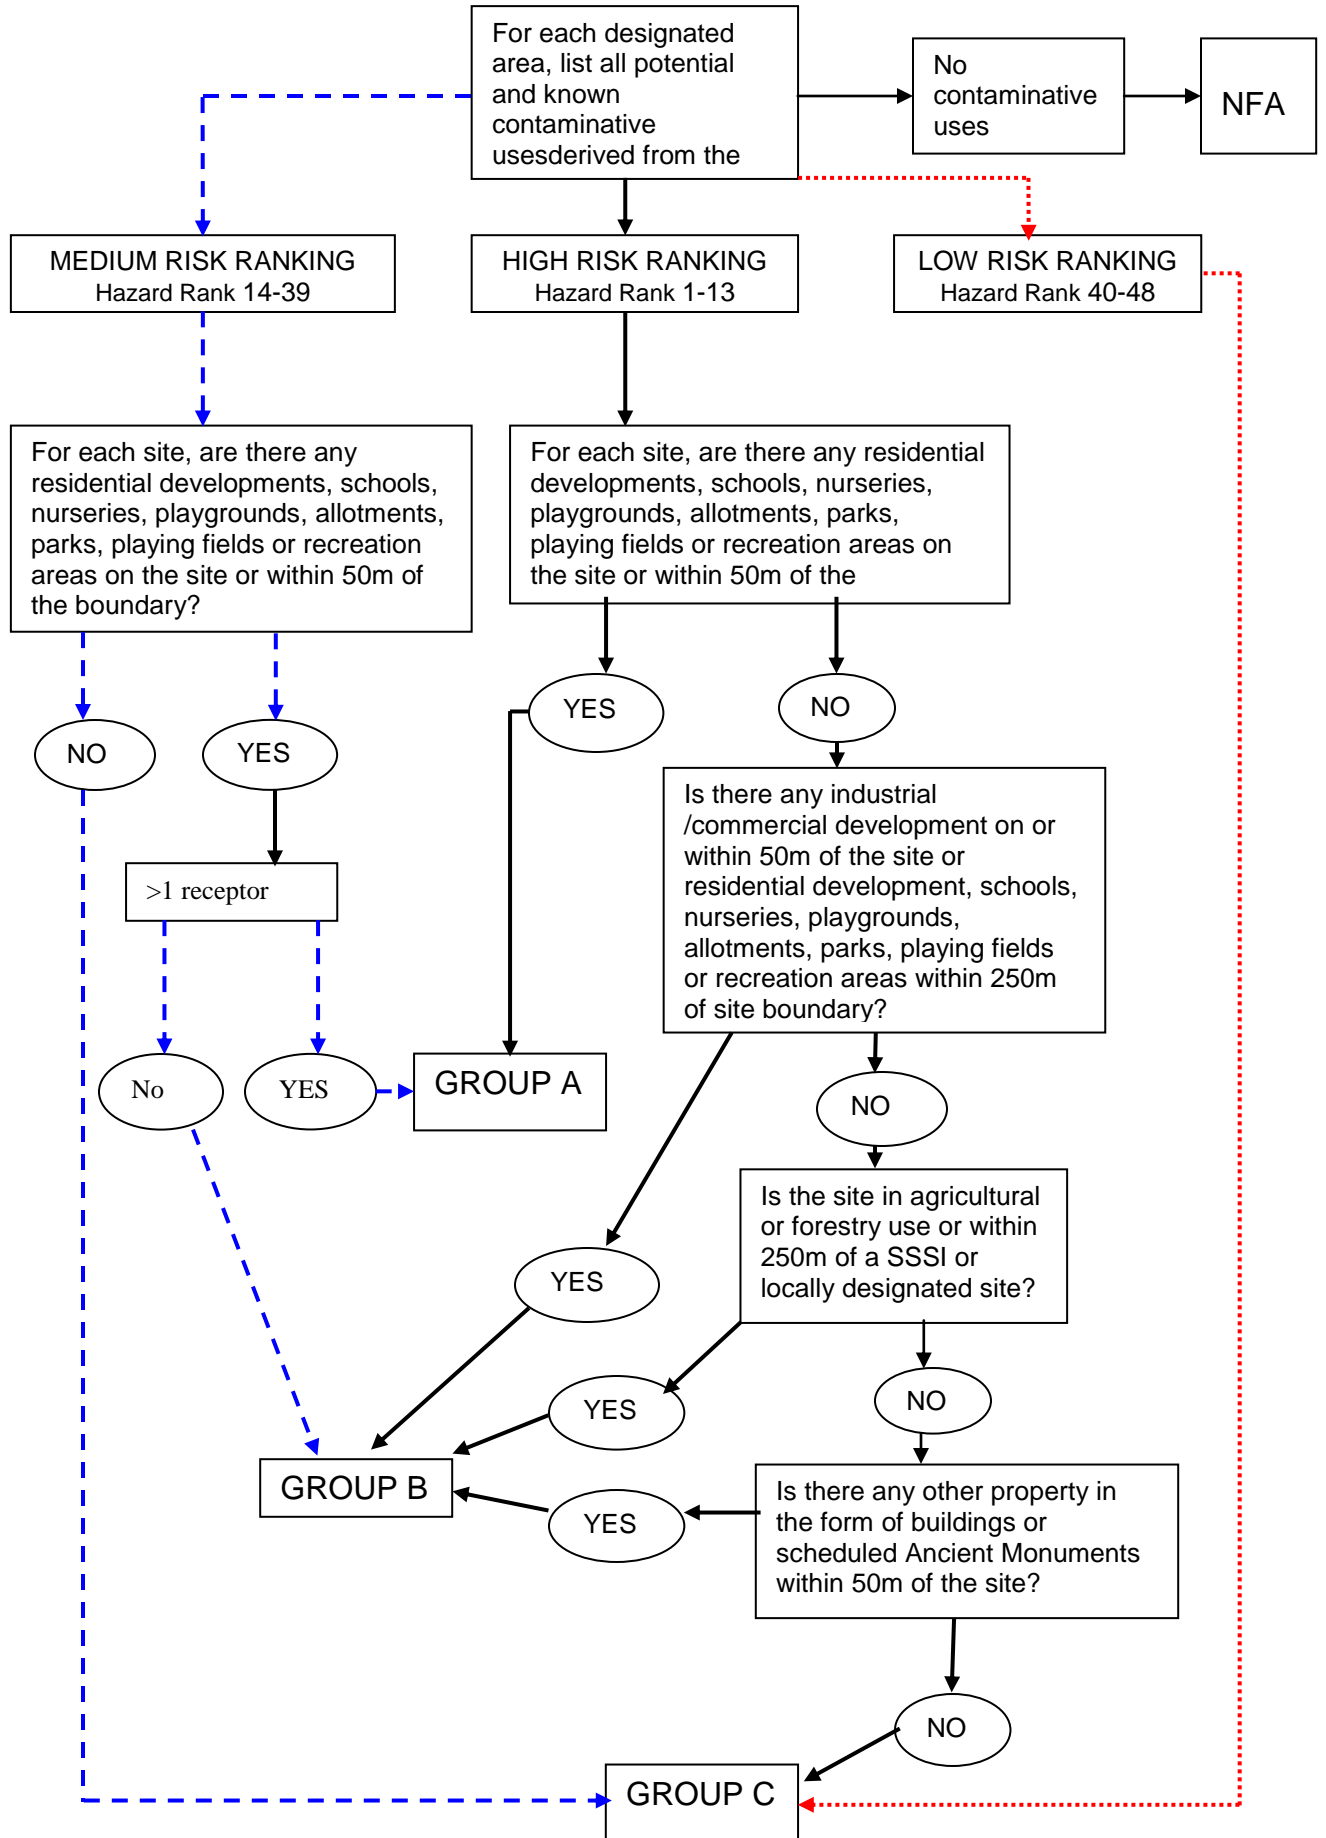 For each designated
area, list all potential
and known
contaminative
usesderived from the
No
contaminative
uses
NFA
MEDIUM RISK RANKING
Hazard Rank 14-39
HIGH RISK RANKING
Hazard Rank 1-13
LOW RISK RANKING
Hazard Rank 40-48
For each site, are there any
residential developments, schools,
nurseries, playgrounds, allotments,
parks, playing fields or recreation
areas on the site or within 50m of
the boundary?
For each site, are there any residential
developments, schools, nurseries,
playgrounds, allotments, parks,
playing fields or recreation areas on
the site or within 50m of the
YES
NO
NO
YES
Is there any industrial
/commercial development on or
within 50m of the site or
residential development, schools,
nurseries, playgrounds,
allotments, parks, playing fields
or recreation areas within 250m
of site boundary?
>1 receptor
No
YES
GROUP A
NO
Is the site in agricultural
or forestry use or within
250m of a SSSI or
locally designated site?
YES
YES
NO
GROUP B
YES
Is there any other property in
the form of buildings or
scheduled Ancient Monuments
within 50m of the site?
NO
GROUP C